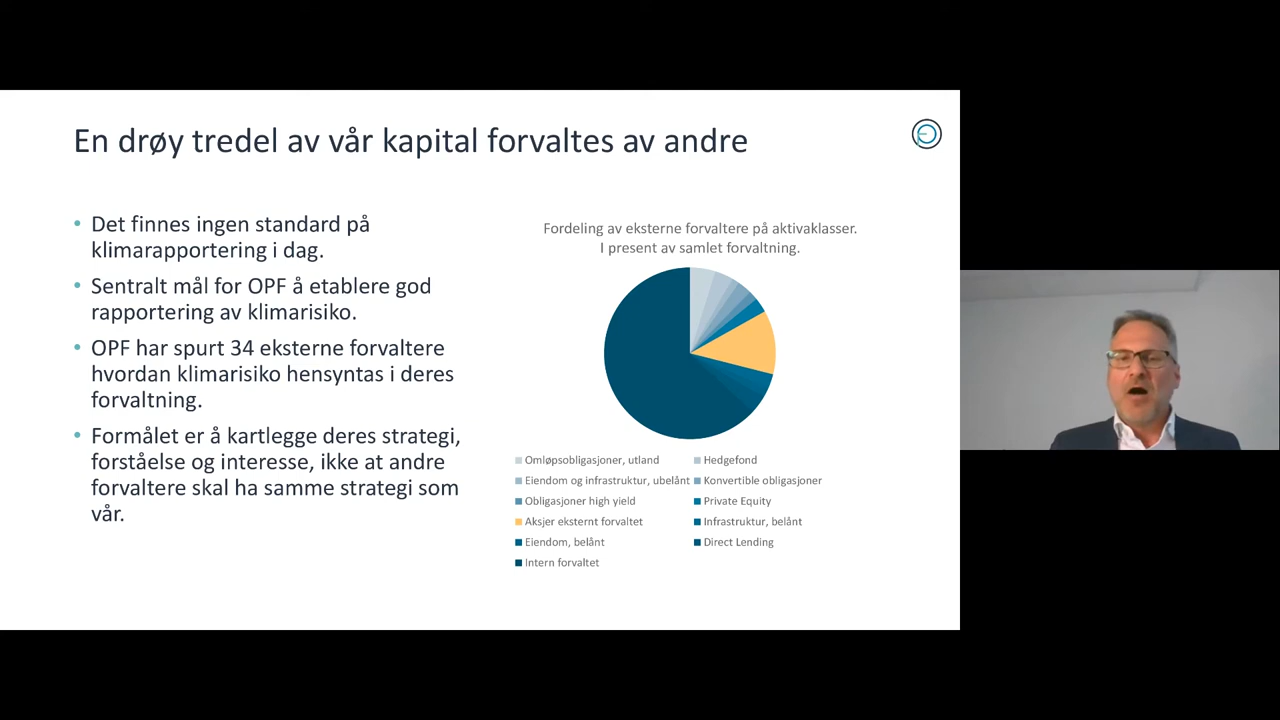 En drøy tredel av vår kapital forvaltes av andre
• Det finnes ingen standard på
klimarapportering i dag.
• Sentralt mål for OPF å etablere god
rapportering av klimarisiko.
• OPF har spurt 34 eksterne forvaltere
hvordan klimarisiko hensyntas i deres
forvaltning.
• Formålet er å kartlegge deres strategi,
forståelse og interesse, ikke at andre
forvaltere skal ha samme strategi som
vår.
Fordeling av eksterne forvaltere på aktivaklasser.
I present av samlet forvaltning.
Omløpsobligasjoner, utland
Hedgefond
Eiendom og infrastruktur, ubelånt
Konvertible obligasjoner
Obligasjoner high yield
Private Equity
Aksjer eksternt forvaltet
Infrastruktur, belånt
Eiendom, belånt
Direct Lending
Intern forvaltet